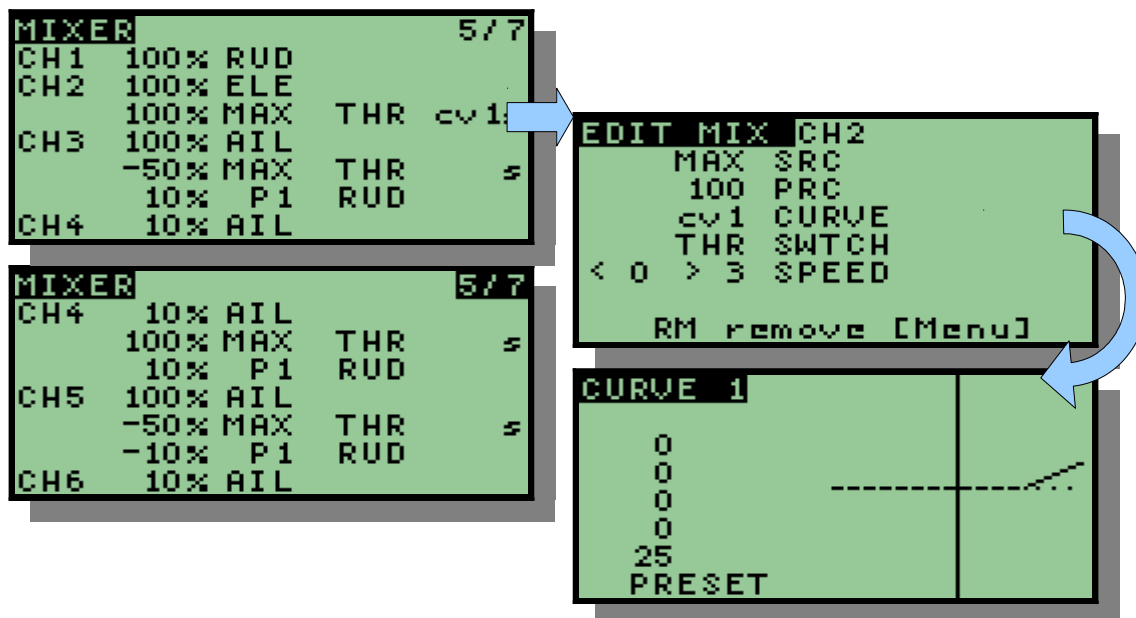 MIXER 5/7
CH1 100% RUD
CH2 100% ELE
100% MAX THR cv1s
CH3 100% AIL
-50% MAX THR s
10% P1 RUD
CH4 10% AIL
MIXER 5/7
CH4 10% AIL
100% MAX THR s
10% P1 RUD
CH5 100% AIL
-50% MAX THR s
-10% P1 RUD
CH6 10% AIL
EDIT MIX CH2
MAX SRC
100 PRC
cv1 CURVE
THR SWTCH
< 0 > 3 SPEED
RM remove [Menu]
CURVE 1
0
0
0
0
25
PRESET